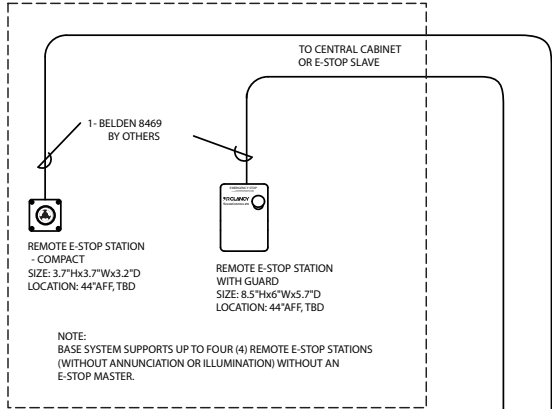 TO CENTRAL CABINET
OR E-STOP SLAVE
1- BELDEN 8469
BY OTHERS
EMERGENCY STOP
CLANCY
REMOTE E-STOP STATION
- COMPACT
SIZE: 3.7"Hx3.7"Wx3.2"D
LOCATION: 44"AFF, TBD
REMOTE E-STOP STATION
WITH GUARD
SIZE: 8.5"Hx6"Wx5.7"D
LOCATION: 44"AFF, TBD
NOTE:
BASE SYSTEM SUPPORTS UP TO FOUR (4) REMOTE E-STOP STATIONS
(WITHOUT ANNUNCIATION OR ILLUMINATION) WITHOUT AN
E-STOP MASTER.